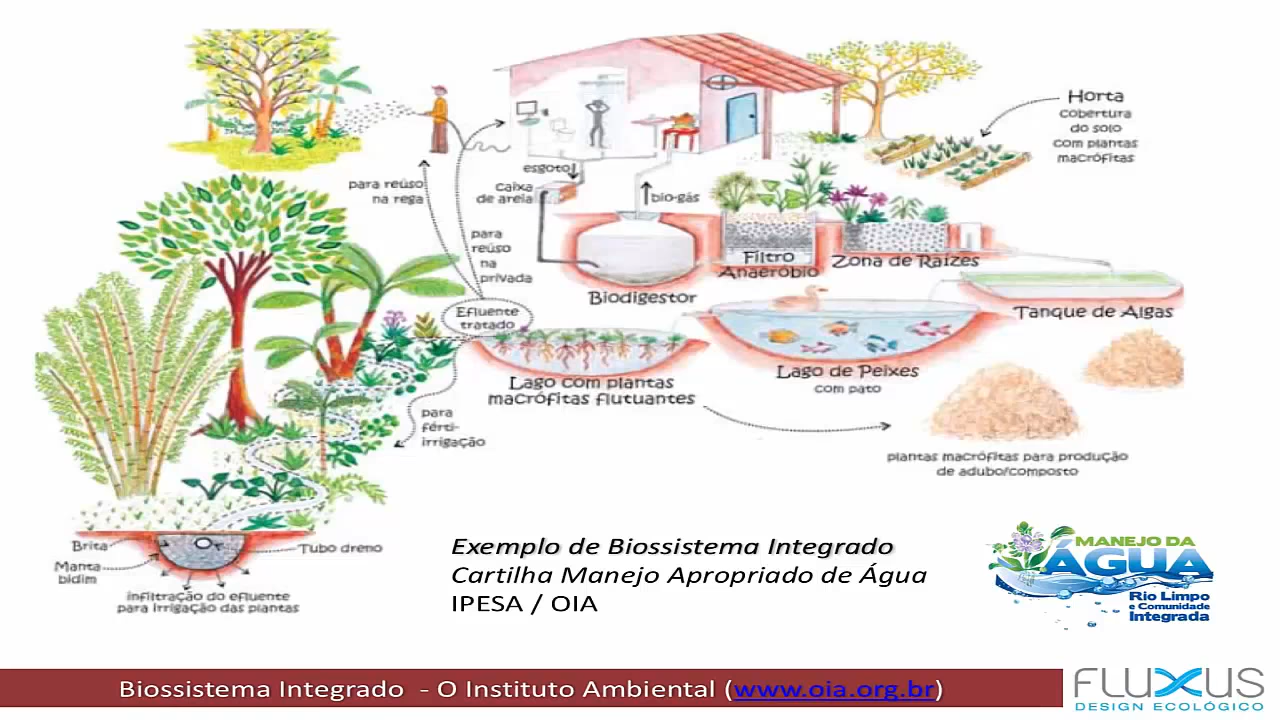 Horta
cobertura
do solo
com plantas
macrófitas
esgoto
caixa
de areia
bio-gás
para reúso
na rega
para
reúso
na
privada
Filtro
Anaeróbio
Zona de Raízes
Biodigestor
Tanque de Algas
Efluente
tratado
Lago de Peixes
com pato
Lago com plantas
macrófitas flutuantes
para
férti-
irrigação
plantas macrófitas para produção
de adubo/composto
Brita
Manta
bidim
Tubo dreno
infiltração do efluente
para irrigação das plantas
Exemplo de Biossistema Integrado
Cartilha Manejo Apropriado de Água
IPESA / OIA
MANEJO DA
ÁGUA
Rio Limpo
e Comunidade
Integrada
Biossistema Integrado - O Instituto Ambiental (www.oia.org.br)
FLUXUS
DESIGN ECOLÓGICO